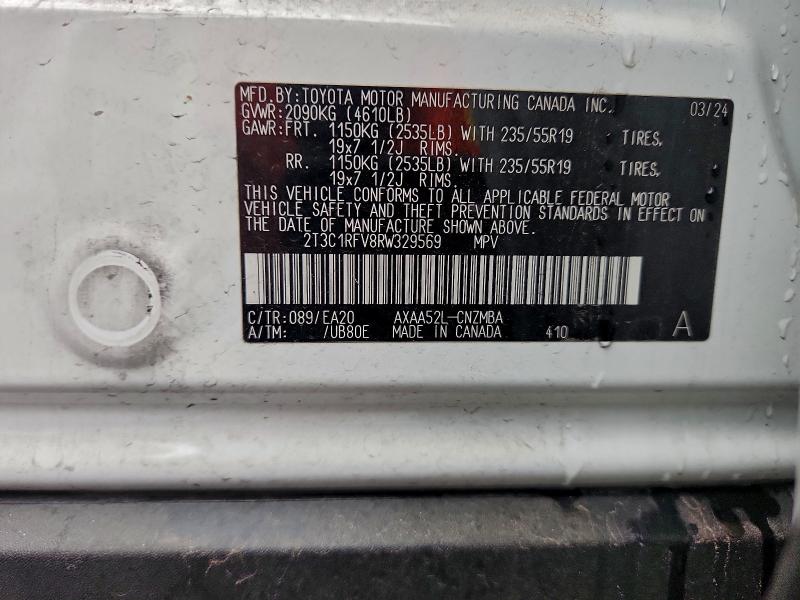 MFD.BY:TOYOTA MOTOR MANUFACTURING CANADA INC. 03/24
GVWR:2090KG (4610LB)
GAWR:FRT. 1150KG (2535LB) WITH 235/55R19 TIRES,
19x7 1/2J RIMS.
RR. 1150KG (2535LB) WITH 235/55R19 TIRES,
19x7 1/2J RIMS.
THIS VEHICLE CONFORMS TO ALL APPLICABLE FEDERAL MOTOR
VEHICLE SAFETY AND THEFT PREVENTION STANDARDS IN EFFECT ON
THE DATE OF MANUFACTURE SHOWN ABOVE.
2T3C1RFV8RW329569 MPV
C/TR:089/EA20 AXAA52L-CNZMBA
A/TM: /UB80E MADE IN CANADA 410 A